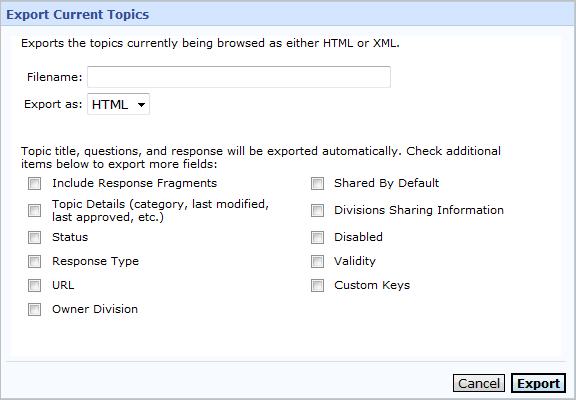 Export Current Topics
Exports the topics currently being browsed as either HTML or XML.
Filename:
Export as: HTML
Topic title, questions, and response will be exported automatically. Check additional
items below to export more fields:
Include Response Fragments
Shared By Default
Topic Details (category, last modified,
last approved, etc.)
Divisions Sharing Information
Status
Disabled
Response Type
Validity
URL
Custom Keys
Owner Division
Cancel
Export